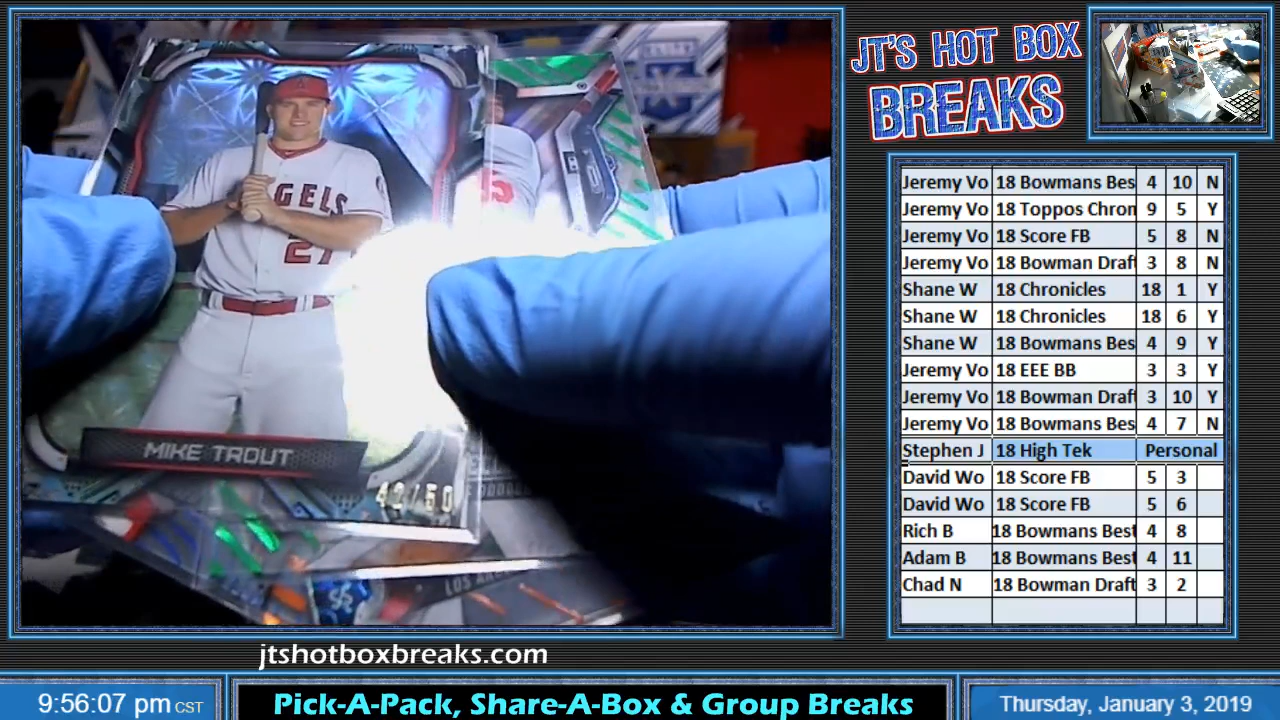 JT'S HOT BOX
BREAKS
ANGELS
27
MIKE TROUT
42/50
LOS
Jeremy Vo 18 Bowmans Bes 4 10 N
Jeremy Vo 18 Toppos Chron 9 5 Y
Jeremy Vo 18 Score FB 5 8 N
Jeremy Vo 18 Bowman Draft 3 8 N
Shane W 18 Chronicles 18 1 Y
Shane W 18 Chronicles 18 6 Y
Shane W 18 Bowmans Bes 4 9 Y
Jeremy Vo 18 EEE BB 3 3 Y
Jeremy Vo 18 Bowman Draf 3 10 Y
Jeremy Vo 18 Bowmans Bes 4 7 N
Stephen J 18 High Tek Personal
David Wo 18 Score FB 5 3
David Wo 18 Score FB 5 6
Rich B 18 Bowmans Best 4 8
Adam B 18 Bowmans Best 4 11
Chad N 18 Bowman Draft 3 2
jtshotboxbreaks.com
9:56:07 pm CST
Pick-A-Pack, Share-A-Box & Group Breaks
Thursday, January 3, 2019